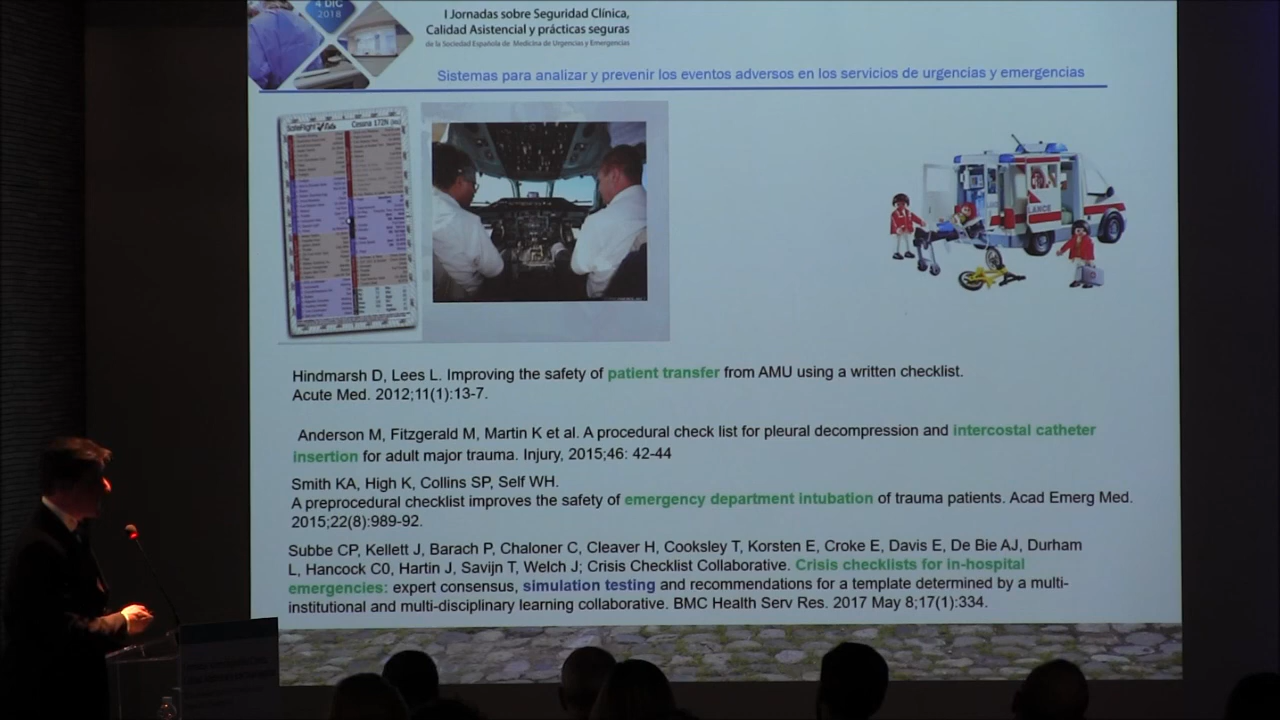 4 DIC
2018
I Jornadas sobre Seguridad Clínica,
Calidad Asistencial y prácticas seguras
de la Sociedad Española de Medicina de Urgencias y Emergencias
Sistemas para analizar y prevenir los eventos adversos en los servicios de urgencias y emergencias
Cessna 172N
Hindmarsh D, Lees L. Improving the safety of patient transfer from AMU using a written checklist.
Acute Med. 2012;11(1):13-7.
Anderson M, Fitzgerald M, Martin K et al. A procedural check list for pleural decompression and intercostal catheter
insertion for adult major trauma. Injury, 2015;46: 42-44
Smith KA, High K, Collins SP, Self WH.
A preprocedural checklist improves the safety of emergency department intubation of trauma patients. Acad Emerg Med.
2015;22(8):989-92.
Subbe CP, Kellett J, Barach P, Chaloner C, Cleaver H, Cooksley T, Korsten E, Croke E, Davis E, De Bie AJ, Durham
L, Hancock C0, Hartin J, Savijn T, Welch J; Crisis Checklist Collaborative. Crisis checklists for in-hospital
emergencies: expert consensus, simulation testing and recommendations for a template determined by a multi-
institutional and multi-disciplinary learning collaborative. BMC Health Serv Res. 2017 May 8;17(1):334.